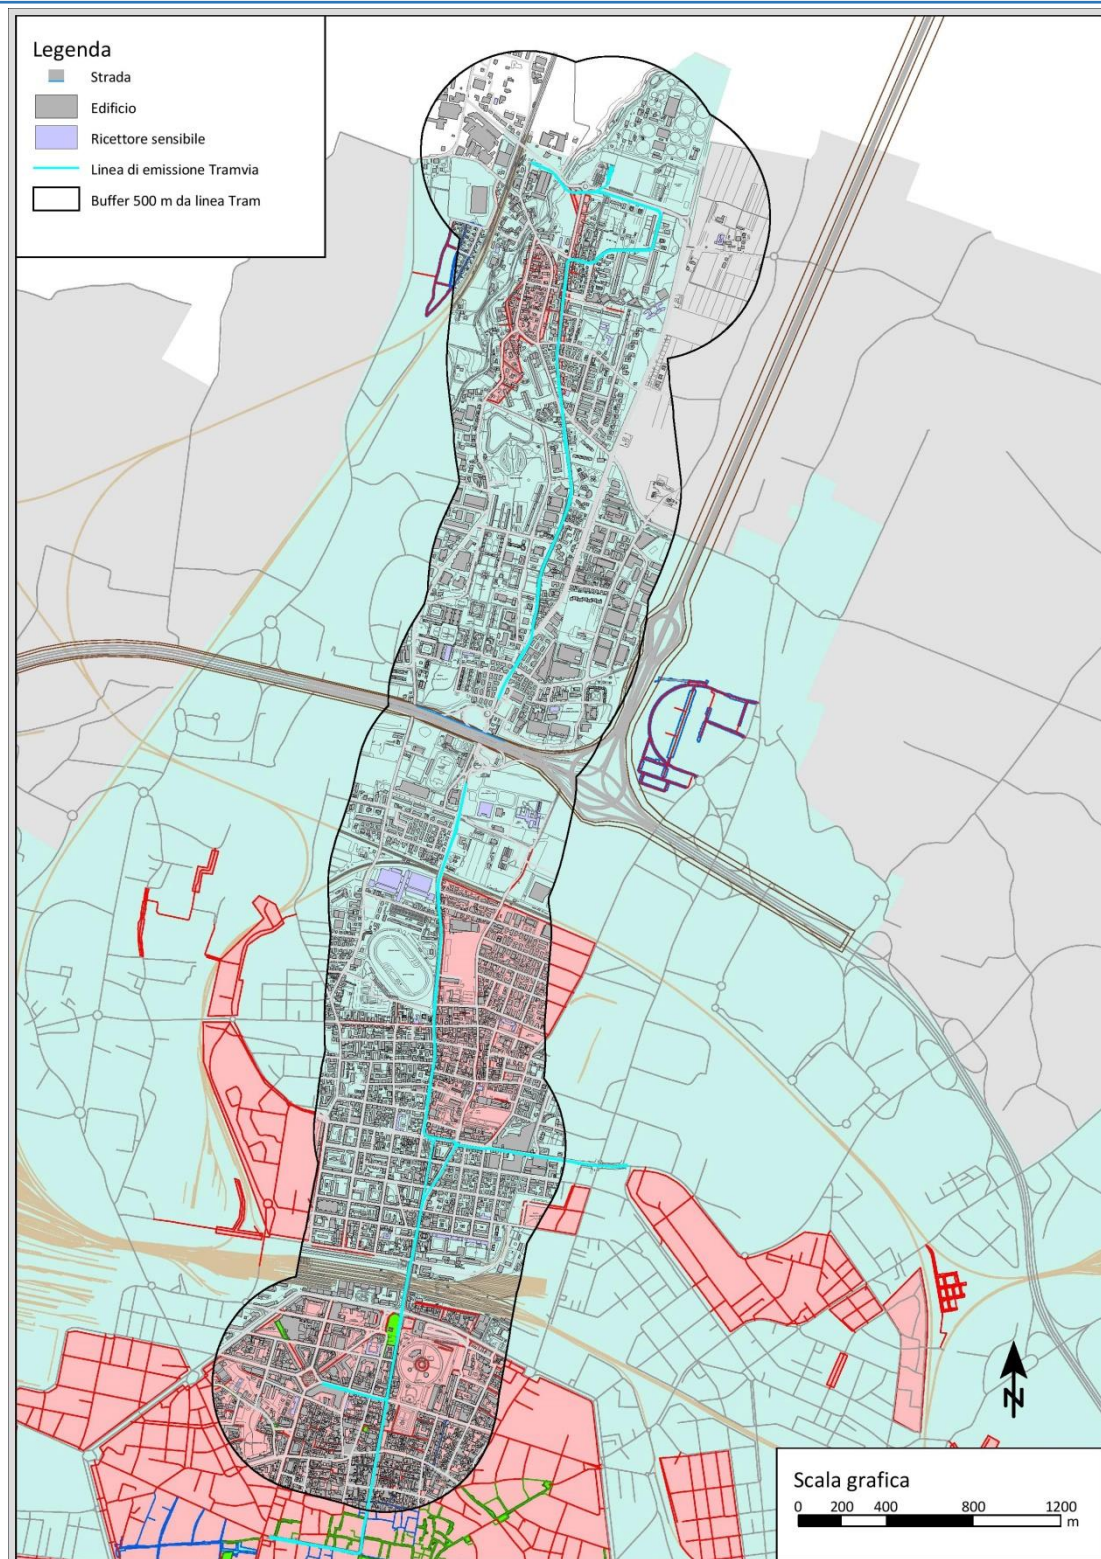 Legenda
Strada
Edificio
Ricettore sensibile
Linea di emissione Tramvia
Buffer 500 m da linea Tram
N
Scala grafica
0 200 400 800 1200
m